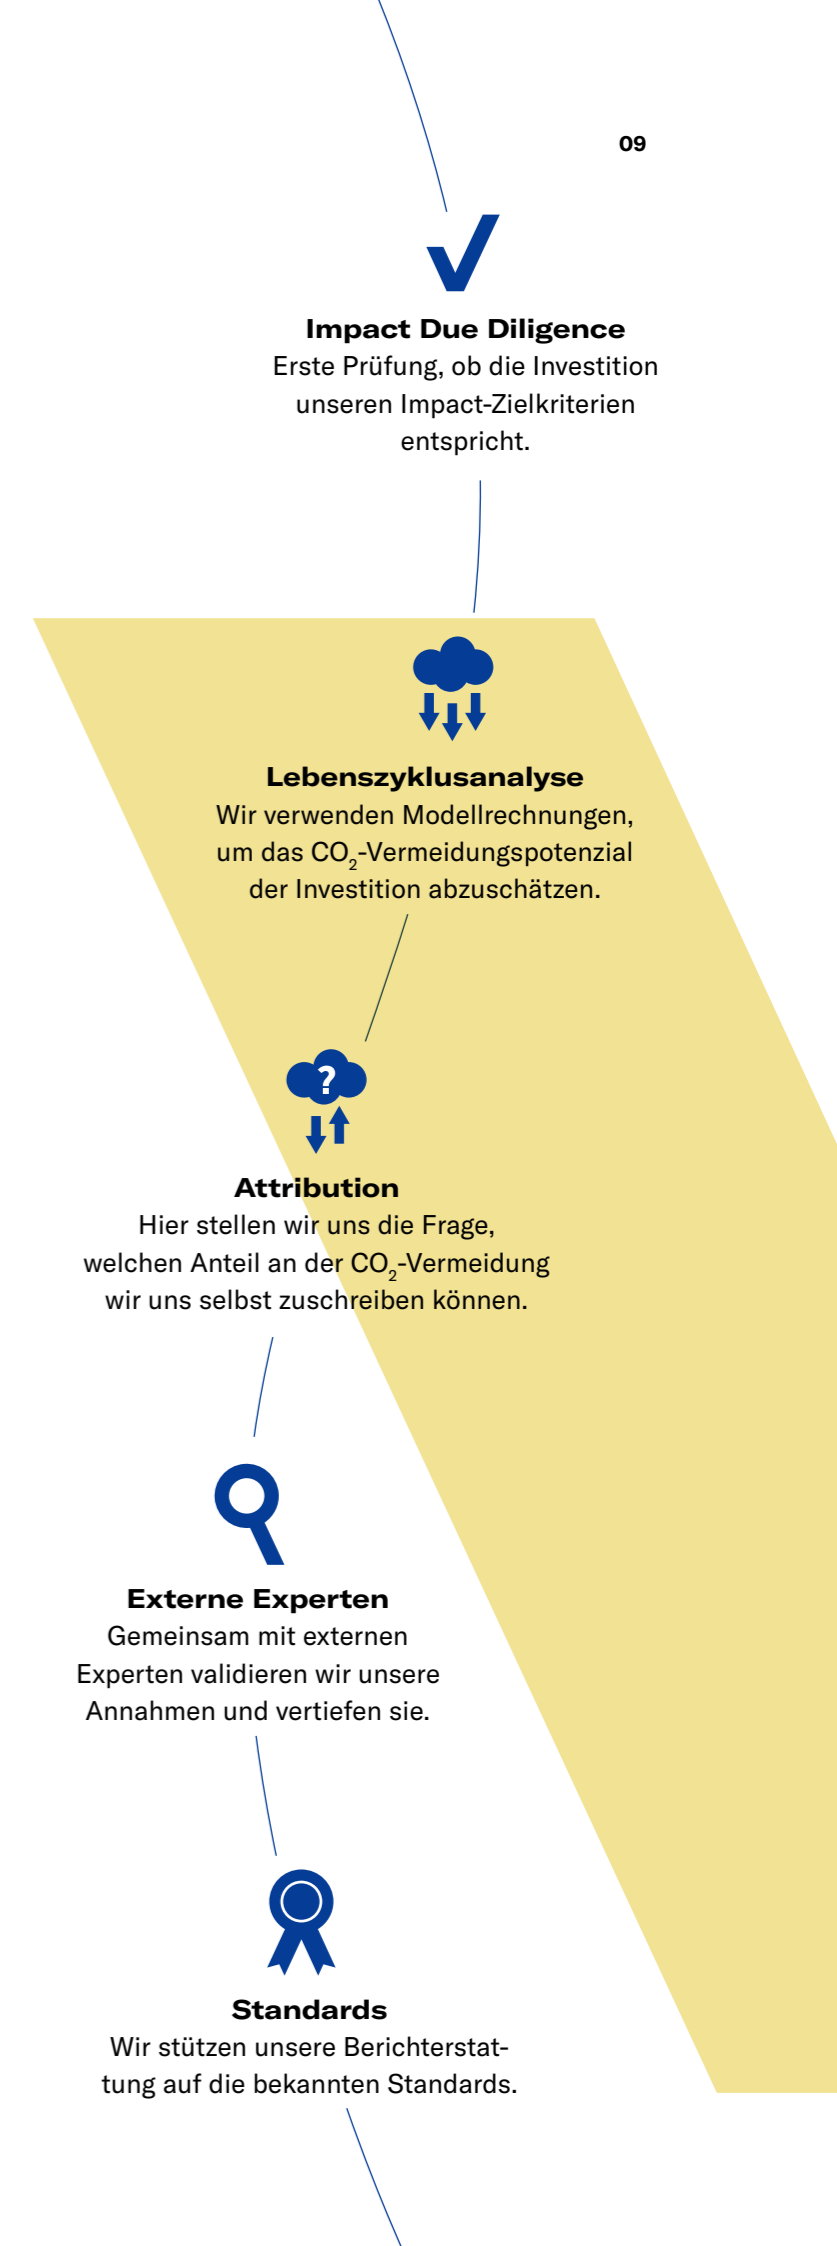 09
Impact Due Diligence
Erste Prüfung, ob die Investition
unseren Impact-Zielkriterien
entspricht.
Lebenszyklusanalyse
Wir verwenden Modellrechnungen,
um das CO₂-Vermeidungspotenzial
der Investition abzuschätzen.
?
Attribution
Hier stellen wir uns die Frage,
welchen Anteil an der CO₂-Vermeidung
wir uns selbst zuschreiben können.
Externe Experten
Gemeinsam mit externen
Experten validieren wir unsere
Annahmen und vertiefen sie.
Standards
Wir stützen unsere Berichterstat-
tung auf die bekannten Standards.